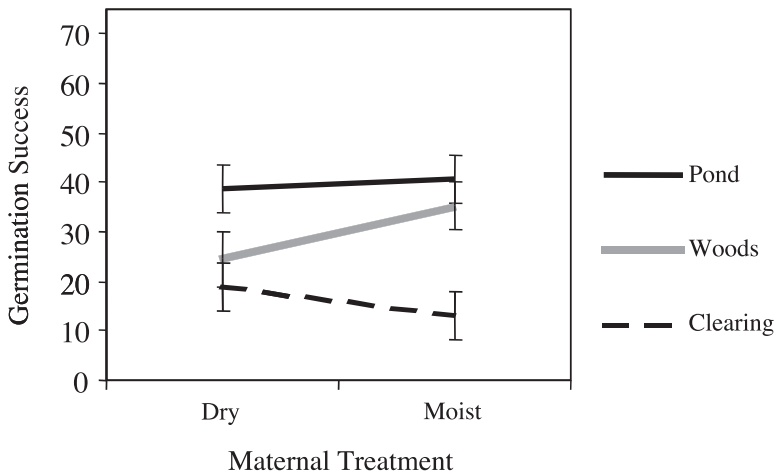 70
60
50
40
30
20
10
0
Germination Success
Dry
Moist
Maternal Treatment
Pond
Woods
Clearing